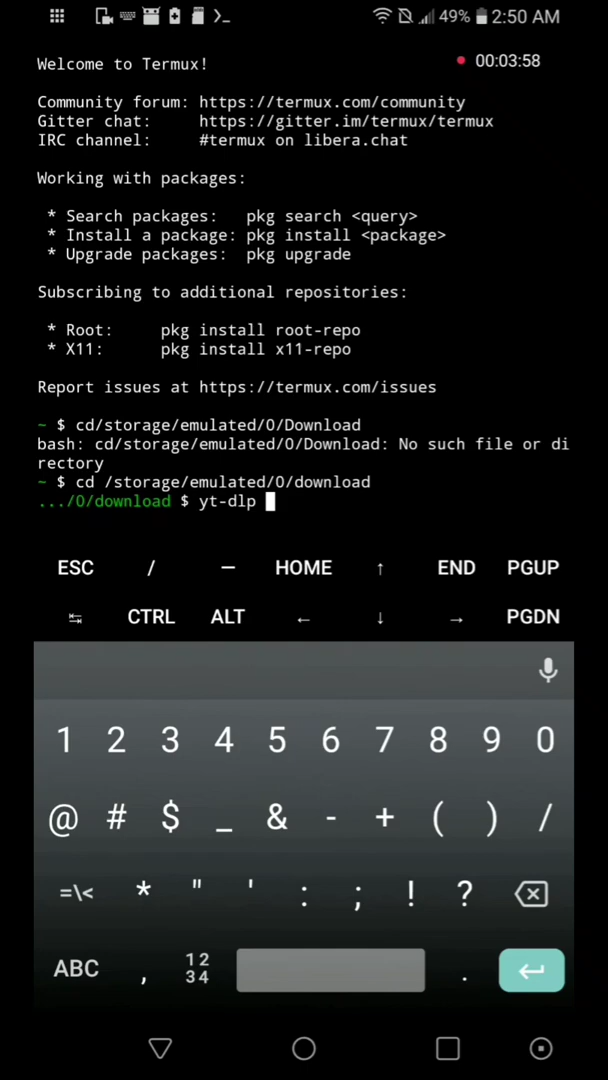 49% 2:50 AM
Welcome to Termux!
00:03:58
Community forum: https://termux.com/community
Gitter chat: https://gitter.im/termux/termux
IRC channel: #termux on libera.chat
Working with packages:
* Search packages: pkg search <query>
* Install a package: pkg install <package>
* Upgrade packages: pkg upgrade
Subscribing to additional repositories:
* Root: pkg install root-repo
* X11: pkg install x11-repo
Report issues at https://termux.com/issues
~ $ cd/storage/emulated/0/Download
bash: cd/storage/emulated/0/Download: No such file or di
rectory
~ $ cd /storage/emulated/0/download
.../0/download $ yt-dlp
ESC / — HOME ↑ END PGUP
↹ CTRL ALT ← ↓ → PGDN
1 2 3 4 5 6 7 8 9 0
@ # $ _ & - + ( ) /
=\< * " ' : ; ! ?
ABC , 12 .
34